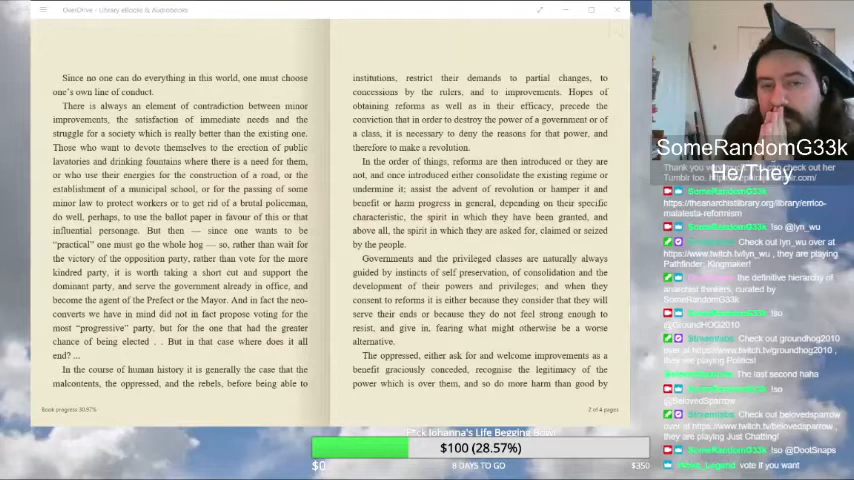 OverDrive - Library eBooks & Audiobooks
Since no one can do everything in this world, one must choose
one's own line of conduct.
There is always an element of contradiction between minor
improvements, the satisfaction of immediate needs and the
struggle for a society which is really better than the existing one.
Those who want to devote themselves to the erection of public
lavatories and drinking fountains where there is a need for them,
or who use their energies for the construction of a road, or the
establishment of a municipal school, or for the passing of some
minor law to protect workers or to get rid of a brutal policeman,
do well, perhaps, to use the ballot paper in favour of this or that
influential personage. But then — since one wants to be
"practical" one must go the whole hog — so, rather than wait for
the victory of the opposition party, rather than vote for the more
kindred party, it is worth taking a short cut and support the
dominant party, and serve the government already in office, and
become the agent of the Prefect or the Mayor. And in fact the neo-
converts we have in mind did not in fact propose voting for the
most "progressive" party, but for the one that had the greater
chance of being elected . . But in that case where does it all
end? ...
In the course of human history it is generally the case that the
malcontents, the oppressed, and the rebels, before being able to
Book progress 30.97%
institutions, restrict their demands to partial changes, to
concessions by the rulers, and to improvements. Hopes of
obtaining reforms as well as in their efficacy, precede the
conviction that in order to destroy the power of a government or of
a class, it is necessary to deny the reasons for that power, and
therefore to make a revolution.
In the order of things, reforms are then introduced or they are
not, and once introduced either consolidate the existing regime or
undermine it; assist the advent of revolution or hamper it and
benefit or harm progress in general, depending on their specific
characteristic, the spirit in which they have been granted, and
above all, the spirit in which they are asked for, claimed or seized
by the people.
Governments and the privileged classes are naturally always
guided by instincts of self preservation, of consolidation and the
development of their powers and privileges; and when they
consent to reforms it is either because they consider that they will
serve their ends or because they do not feel strong enough to
resist, and give in, fearing what might otherwise be a worse
alternative.
The oppressed, either ask for and welcome improvements as a
benefit graciously conceded, recognise the legitimacy of the
power which is over them, and so do more harm than good by
2 of 4 pages
SomeRandomG33k
He/They
Thank you can check out her
Tumblr too.
SomeRandomG33k
https://theanarchistlibrary.org/library/errico-
malatesta-reformism
SomeRandomG33k !so @lyn_wu
Streamlabs Check out lyn_wu over at
https://www.twitch.tv/lyn_wu , they are playing
Pathfinder: Kingmaker!
the definitive hierarchy of
anarchist thinkers, curated by
SomeRandomG33k
SomeRandomG33k !so
@GroundHOG2010
Streamlabs Check out groundhog2010
over at https://www.twitch.tv/groundhog2010 ,
they are playing Politics!
The last second haha
SomeRandomG33k !so
@BelovedSparrow
Streamlabs Check out belovedsparrow
over at https://www.twitch.tv/belovedsparrow ,
they are playing Just Chatting!
SomeRandomG33k !so @DootSnaps
vote if you want
Johanna's Life Begging Bowl
$100 (28.57%)
$0
8 DAYS TO GO
$350